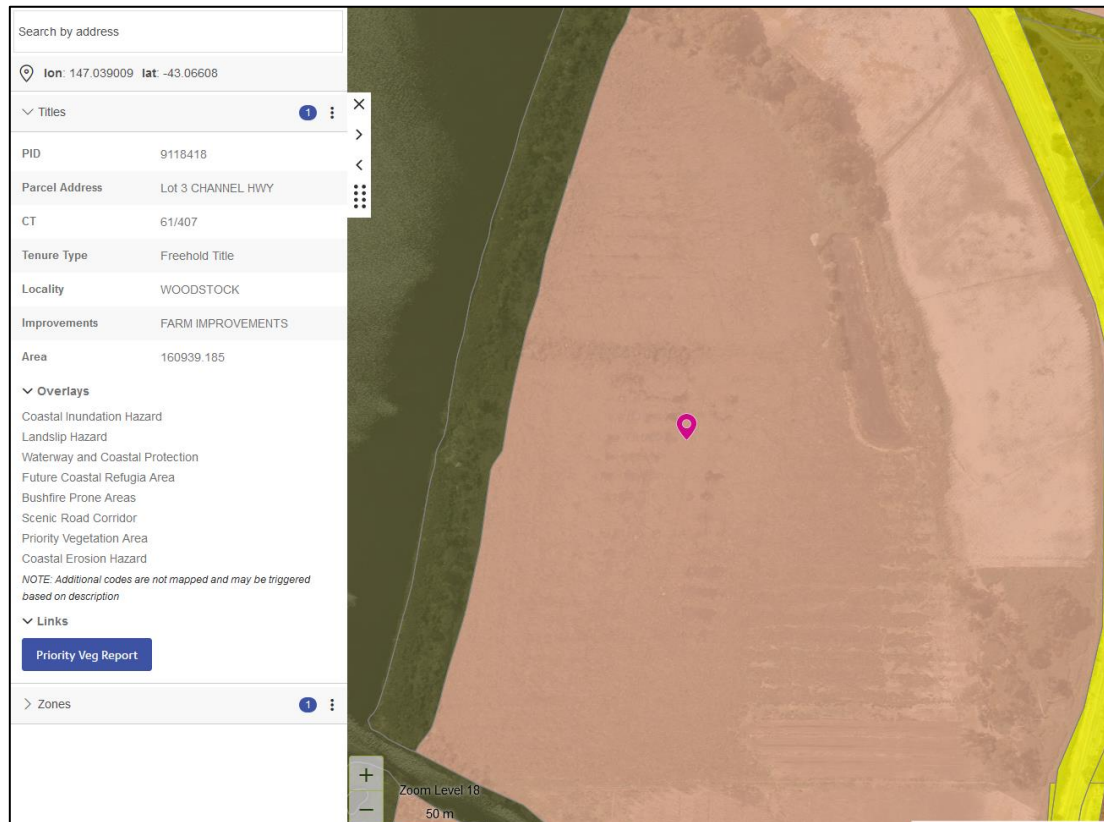 Search by address
lon: 147.039009 lat: -43.06608
Titles
1
PID 9118418
Parcel Address Lot 3 CHANNEL HWY
CT 61/407
Tenure Type Freehold Title
Locality WOODSTOCK
Improvements FARM IMPROVEMENTS
Area 160939.185
Overlays
Coastal Inundation Hazard
Landslip Hazard
Waterway and Coastal Protection
Future Coastal Refugia Area
Bushfire Prone Areas
Scenic Road Corridor
Priority Vegetation Area
Coastal Erosion Hazard
NOTE: Additional codes are not mapped and may be triggered
based on description
Links
Priority Veg Report
Zones
1
Zoom Level 18
50 m